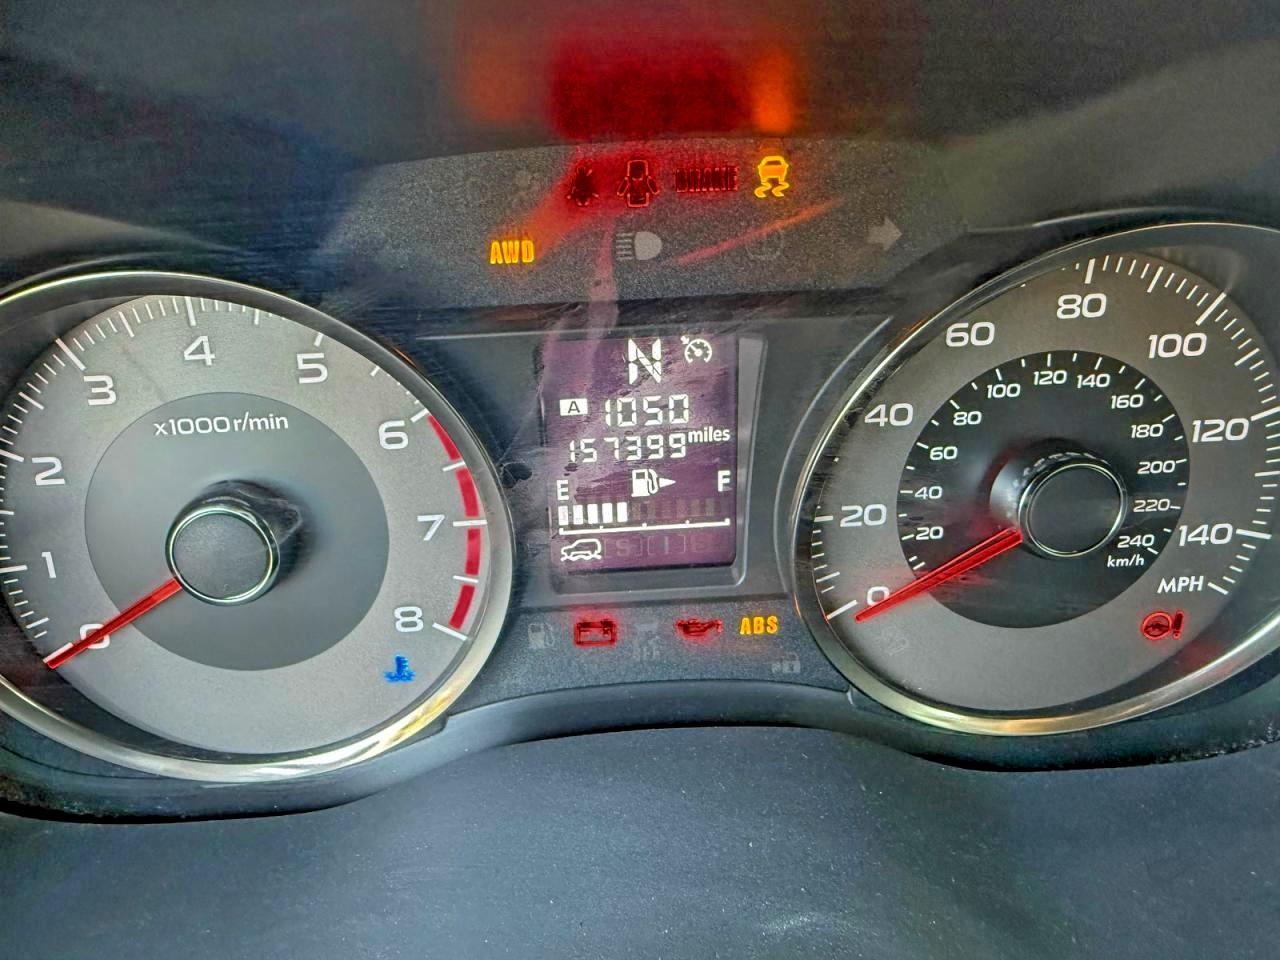 BRAKE
AWD
N
A 1050
157399 miles
E F
S I
0 1 2 3 4 5 6 7 8
x1000r/min
0 20 40 60 80 100 120 140
MPH
20 40 60 80 100 120 140 160 180 200 220 240
km/h
ABS